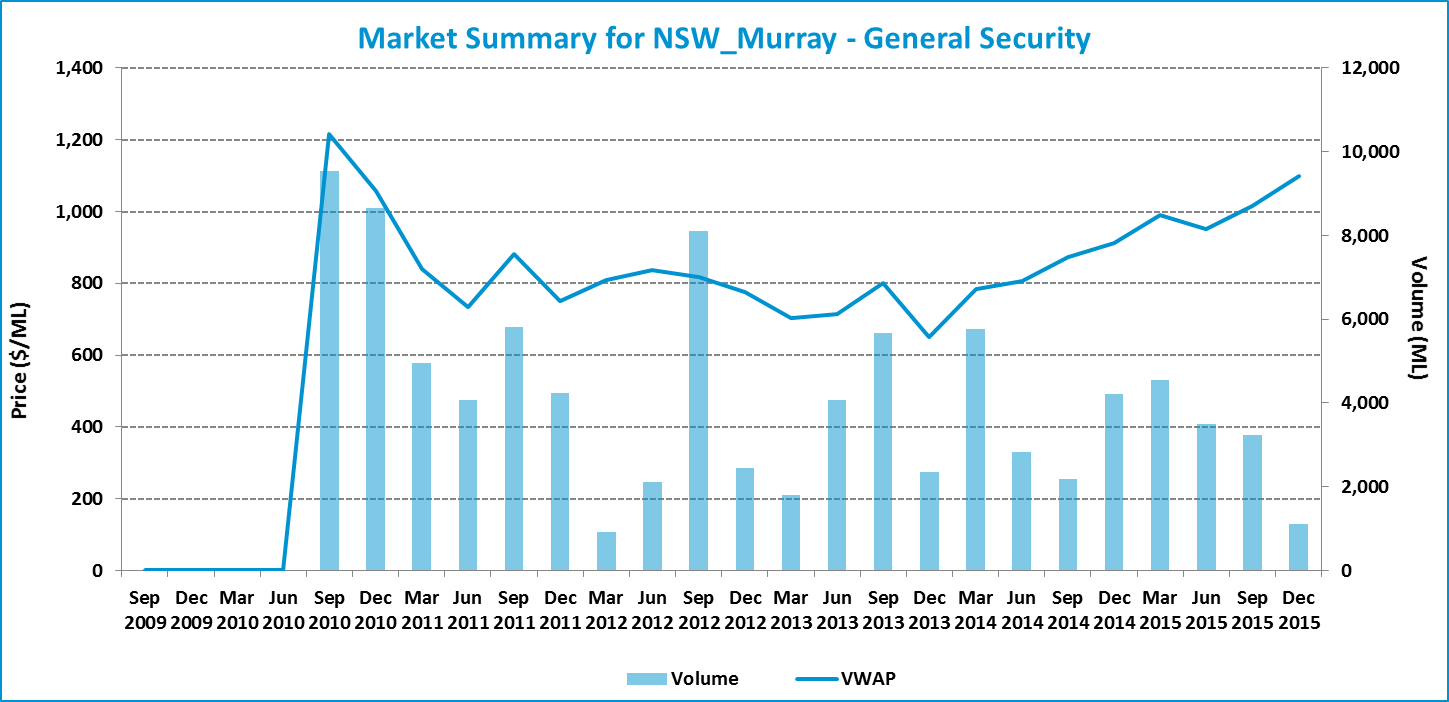 Market Summary for NSW_Murray - General Security
1,400
1,200
1,000
800
600
400
200
0
Price ($/ML)
12,000
10,000
8,000
6,000
4,000
2,000
0
Volume (ML)
Sep Dec Mar Jun Sep Dec Mar Jun Sep Dec Mar Jun Sep Dec Mar Jun Sep Dec Mar Jun Sep Dec Mar Jun Sep Dec
2009 2009 2010 2010 2010 2010 2011 2011 2011 2011 2012 2012 2012 2012 2013 2013 2013 2013 2014 2014 2014 2014 2015 2015 2015 2015
Volume VWAP